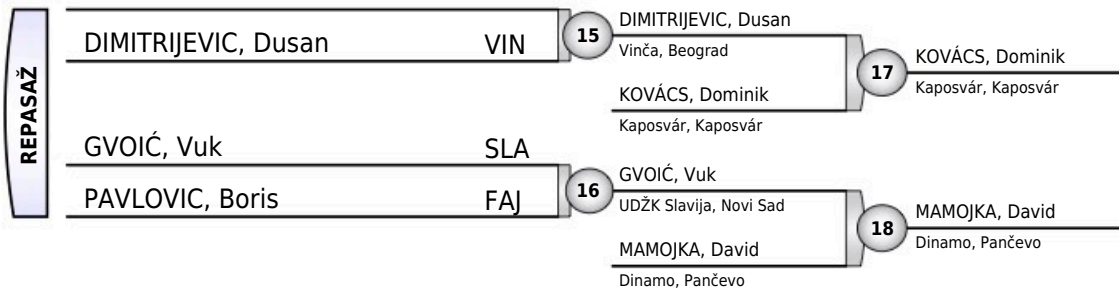 REPASAŽ
DIMITRIJEVIC, Dusan VIN
GVOIĆ, Vuk SLA
PAVLOVIC, Boris FAJ
15
DIMITRIJEVIC, Dusan
Vinča, Beograd
KOVÁCS, Dominik
Kaposvár, Kaposvár
16
GVOIĆ, Vuk
UDŽK Slavija, Novi Sad
MAMOJKA, David
Dinamo, Pančevo
17
KOVÁCS, Dominik
Kaposvár, Kaposvár
18
MAMOJKA, David
Dinamo, Pančevo